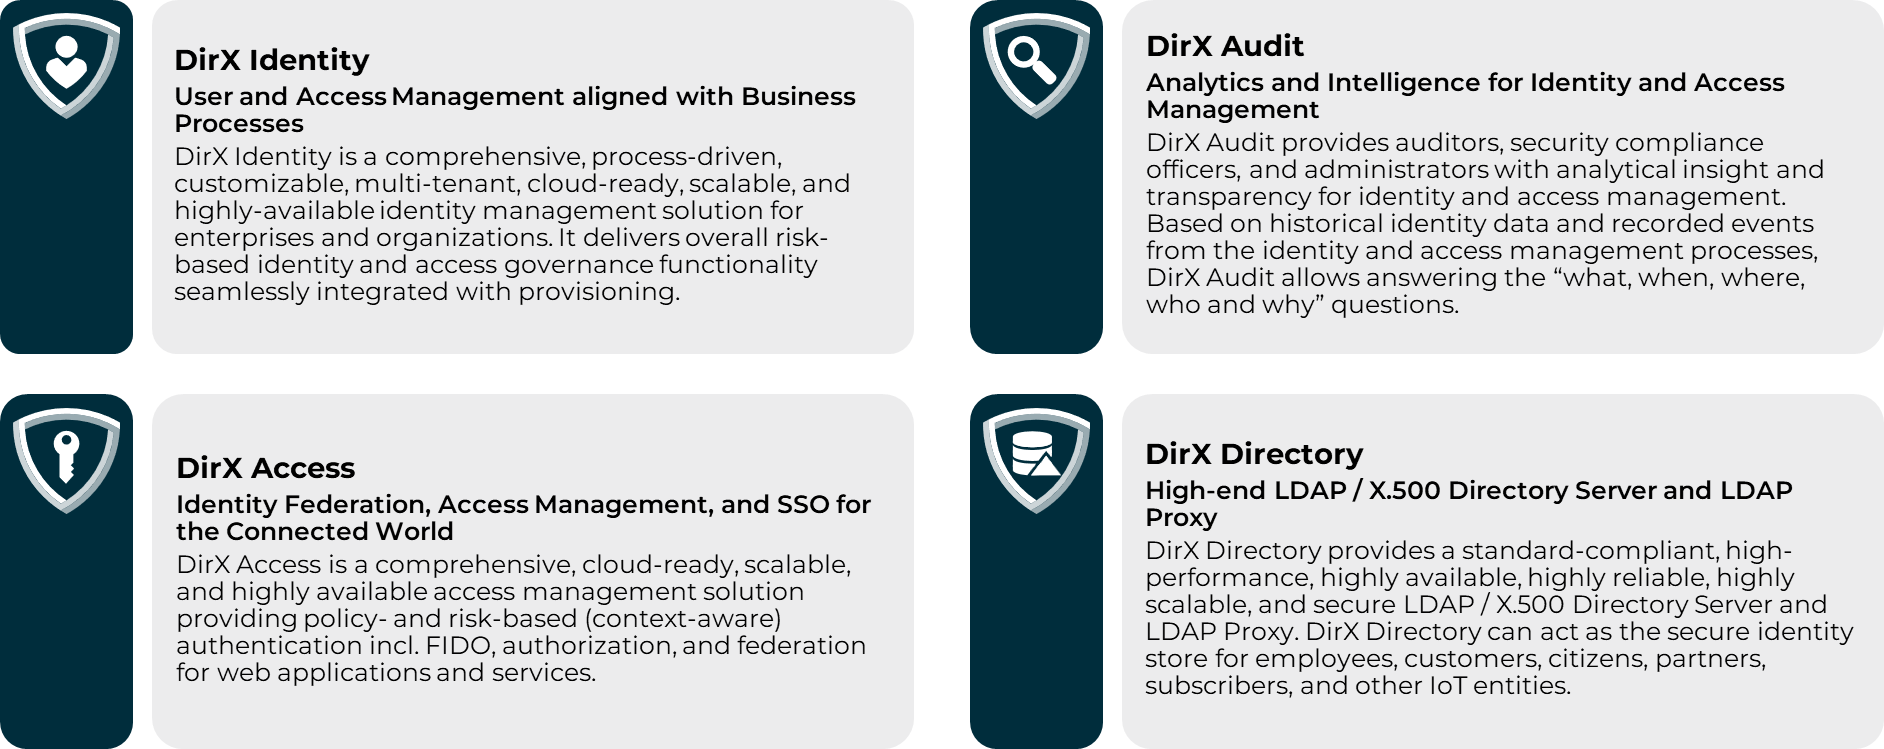 DirX Identity
User and Access Management aligned with Business
Processes
DirX Identity is a comprehensive, process-driven,
customizable, multi-tenant, cloud-ready, scalable, and
highly-available identity management solution for
enterprises and organizations. It delivers overall risk-
based identity and access governance functionality
seamlessly integrated with provisioning.
DirX Audit
Analytics and Intelligence for Identity and Access
Management
DirX Audit provides auditors, security compliance
officers, and administrators with analytical insight and
transparency for identity and access management.
Based on historical identity data and recorded events
from the identity and access management processes,
DirX Audit allows answering the “what, when, where,
who and why” questions.
DirX Access
Identity Federation, Access Management, and SSO for
the Connected World
DirX Access is a comprehensive, cloud-ready, scalable,
and highly available access management solution
providing policy- and risk-based (context-aware)
authentication incl. FIDO, authorization, and federation
for web applications and services.
DirX Directory
High-end LDAP / X.500 Directory Server and LDAP
Proxy
DirX Directory provides a standard-compliant, high-
performance, highly available, highly reliable, highly
scalable, and secure LDAP / X.500 Directory Server and
LDAP Proxy. DirX Directory can act as the secure identity
store for employees, customers, citizens, partners,
subscribers, and other IoT entities.